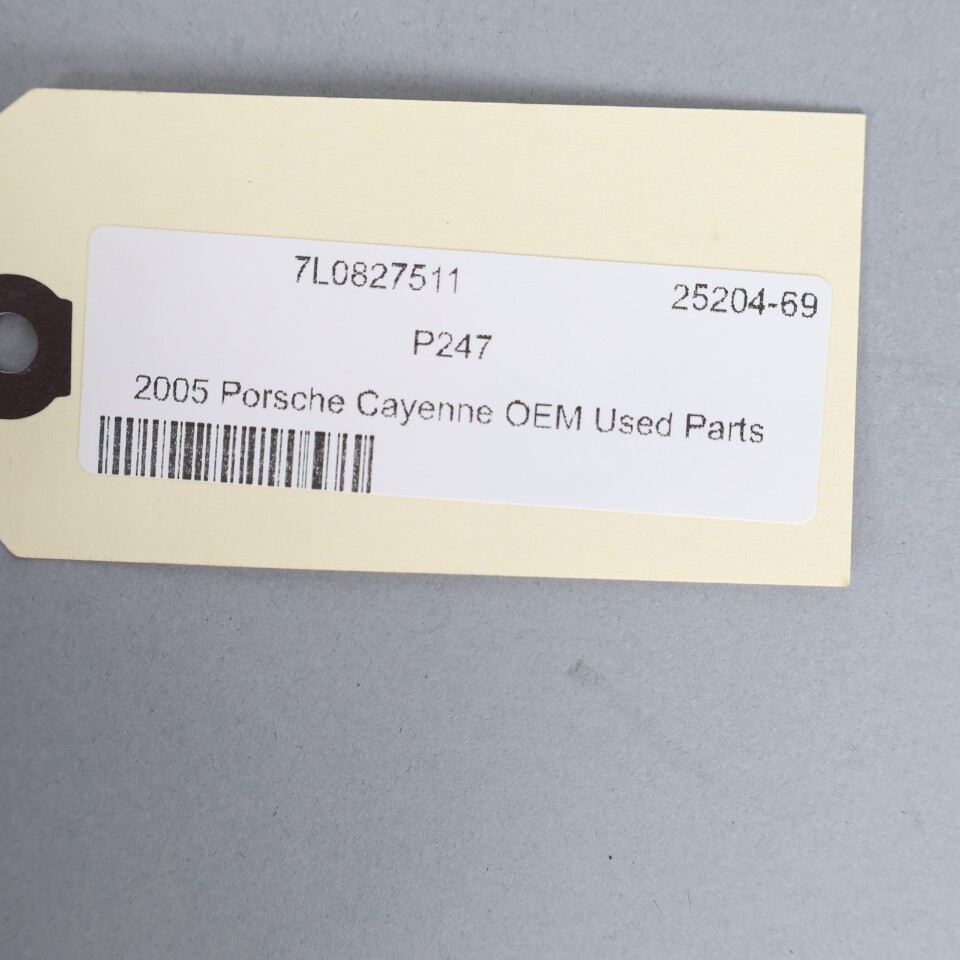 7L0827511
25204-69
P247
2005 Porsche Cayenne OEM Used Parts